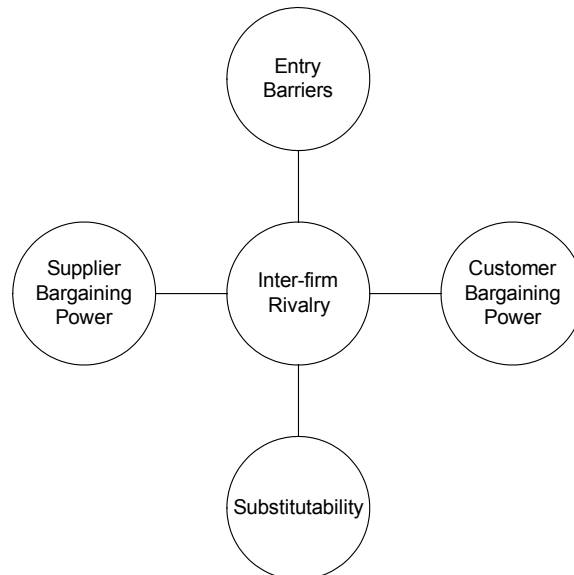 Entry
Barriers
Supplier
Bargaining
Power
Inter-firm
Rivalry
Customer
Bargaining
Power
Substitutability